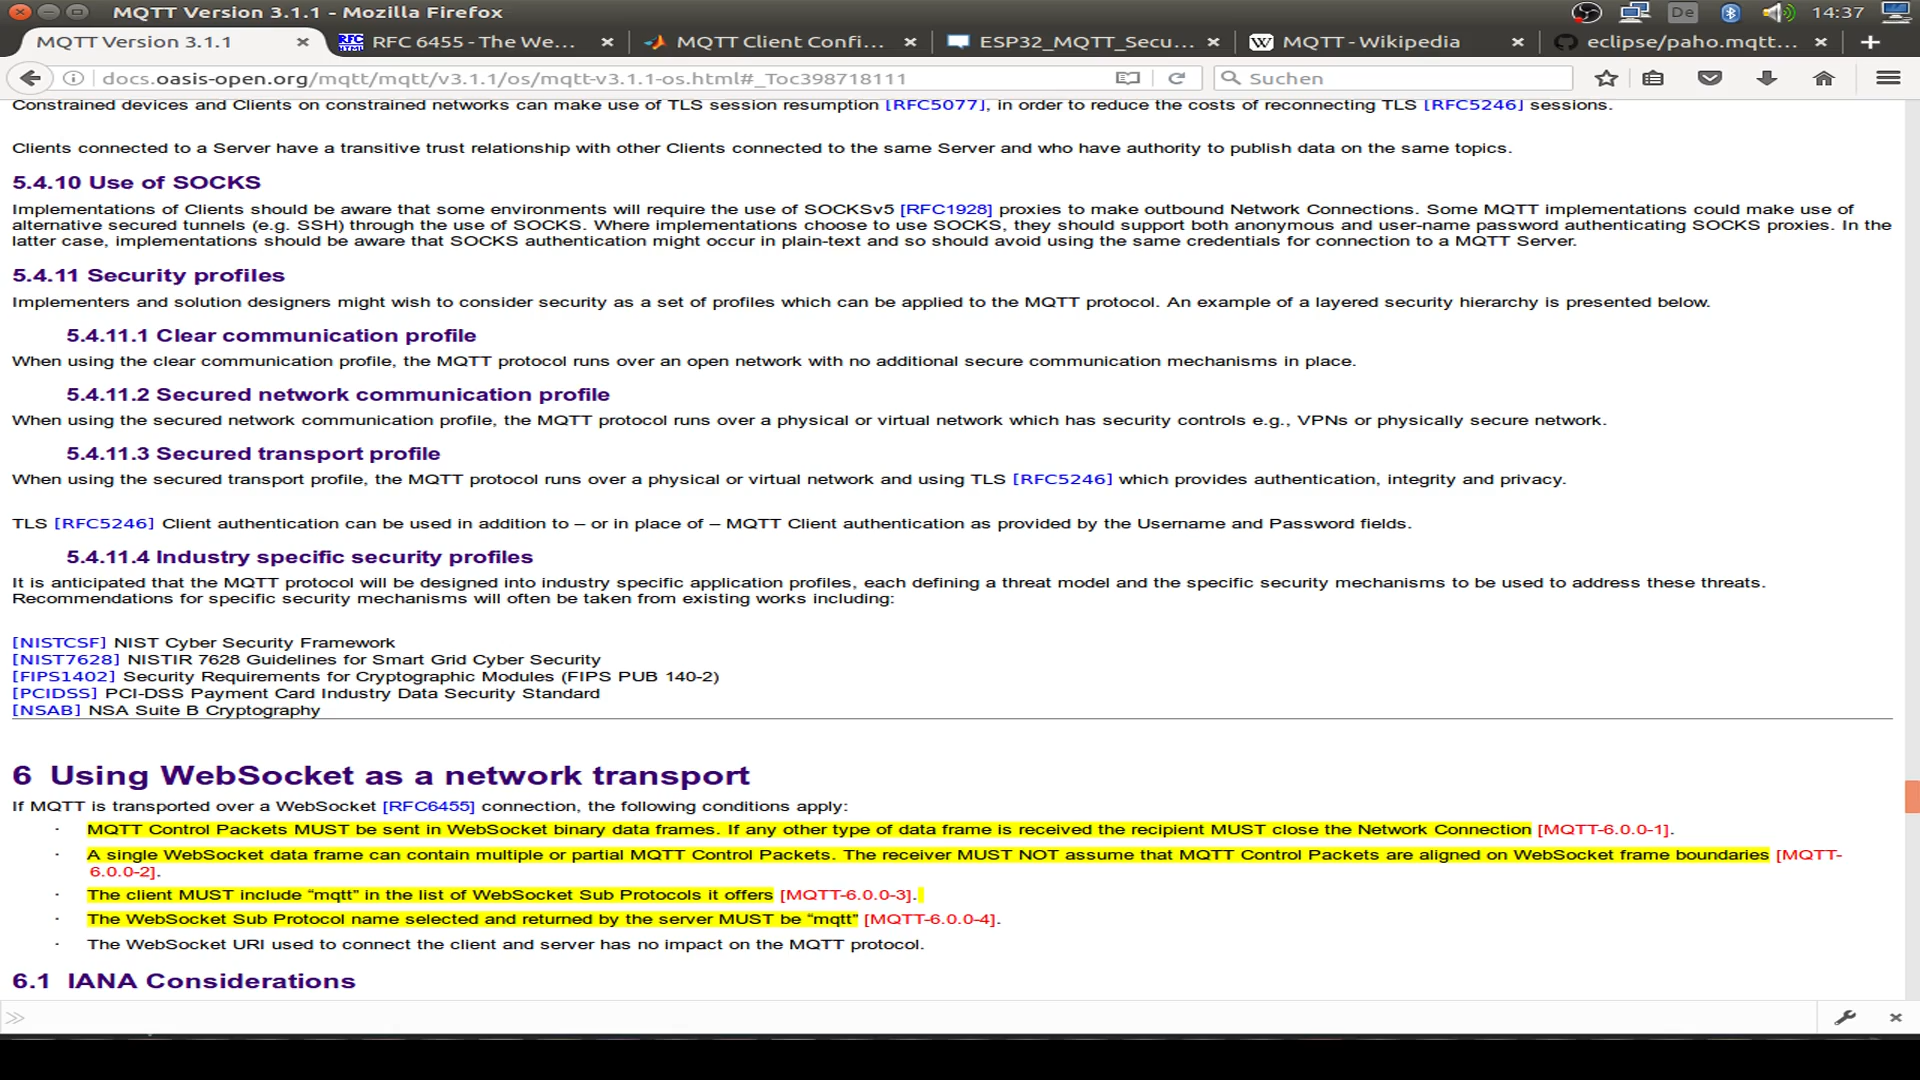 MQTT Version 3.1.1 - Mozilla Firefox
De
14:37
MQTT Version 3.1.1
RFC 6455 - The We...
MQTT Client Confi...
ESP32_MQTT_Secu...
MQTT - Wikipedia
eclipse/paho.mqtt...
docs.oasis-open.org/mqtt/mqtt/v3.1.1/os/mqtt-v3.1.1-os.html#_Toc398718111
Suchen
Constrained devices and Clients on constrained networks can make use of TLS session resumption [RFC5077], in order to reduce the costs of reconnecting TLS [RFC5246] sessions.
Clients connected to a Server have a transitive trust relationship with other Clients connected to the same Server and who have authority to publish data on the same topics.
5.4.10 Use of SOCKS
Implementations of Clients should be aware that some environments will require the use of SOCKSv5 [RFC1928] proxies to make outbound Network Connections. Some MQTT implementations could make use of
alternative secured tunnels (e.g. SSH) through the use of SOCKS. Where implementations choose to use SOCKS, they should support both anonymous and user-name password authenticating SOCKS proxies. In the
latter case, implementations should be aware that SOCKS authentication might occur in plain-text and so should avoid using the same credentials for connection to a MQTT Server.
5.4.11 Security profiles
Implementers and solution designers might wish to consider security as a set of profiles which can be applied to the MQTT protocol. An example of a layered security hierarchy is presented below.
5.4.11.1 Clear communication profile
When using the clear communication profile, the MQTT protocol runs over an open network with no additional secure communication mechanisms in place.
5.4.11.2 Secured network communication profile
When using the secured network communication profile, the MQTT protocol runs over a physical or virtual network which has security controls e.g., VPNs or physically secure network.
5.4.11.3 Secured transport profile
When using the secured transport profile, the MQTT protocol runs over a physical or virtual network and using TLS [RFC5246] which provides authentication, integrity and privacy.
TLS [RFC5246] Client authentication can be used in addition to – or in place of – MQTT Client authentication as provided by the Username and Password fields.
5.4.11.4 Industry specific security profiles
It is anticipated that the MQTT protocol will be designed into industry specific application profiles, each defining a threat model and the specific security mechanisms to be used to address these threats.
Recommendations for specific security mechanisms will often be taken from existing works including:
[NISTCSF] NIST Cyber Security Framework
[NIST7628] NISTIR 7628 Guidelines for Smart Grid Cyber Security
[FIPS1402] Security Requirements for Cryptographic Modules (FIPS PUB 140-2)
[PCIDSS] PCI-DSS Payment Card Industry Data Security Standard
[NSAB] NSA Suite B Cryptography
6 Using WebSocket as a network transport
If MQTT is transported over a WebSocket [RFC6455] connection, the following conditions apply:
· MQTT Control Packets MUST be sent in WebSocket binary data frames. If any other type of data frame is received the recipient MUST close the Network Connection [MQTT-6.0.0-1].
· A single WebSocket data frame can contain multiple or partial MQTT Control Packets. The receiver MUST NOT assume that MQTT Control Packets are aligned on WebSocket frame boundaries [MQTT-
6.0.0-2].
· The client MUST include “mqtt” in the list of WebSocket Sub Protocols it offers [MQTT-6.0.0-3].
· The WebSocket Sub Protocol name selected and returned by the server MUST be “mqtt” [MQTT-6.0.0-4].
· The WebSocket URI used to connect the client and server has no impact on the MQTT protocol.
6.1 IANA Considerations